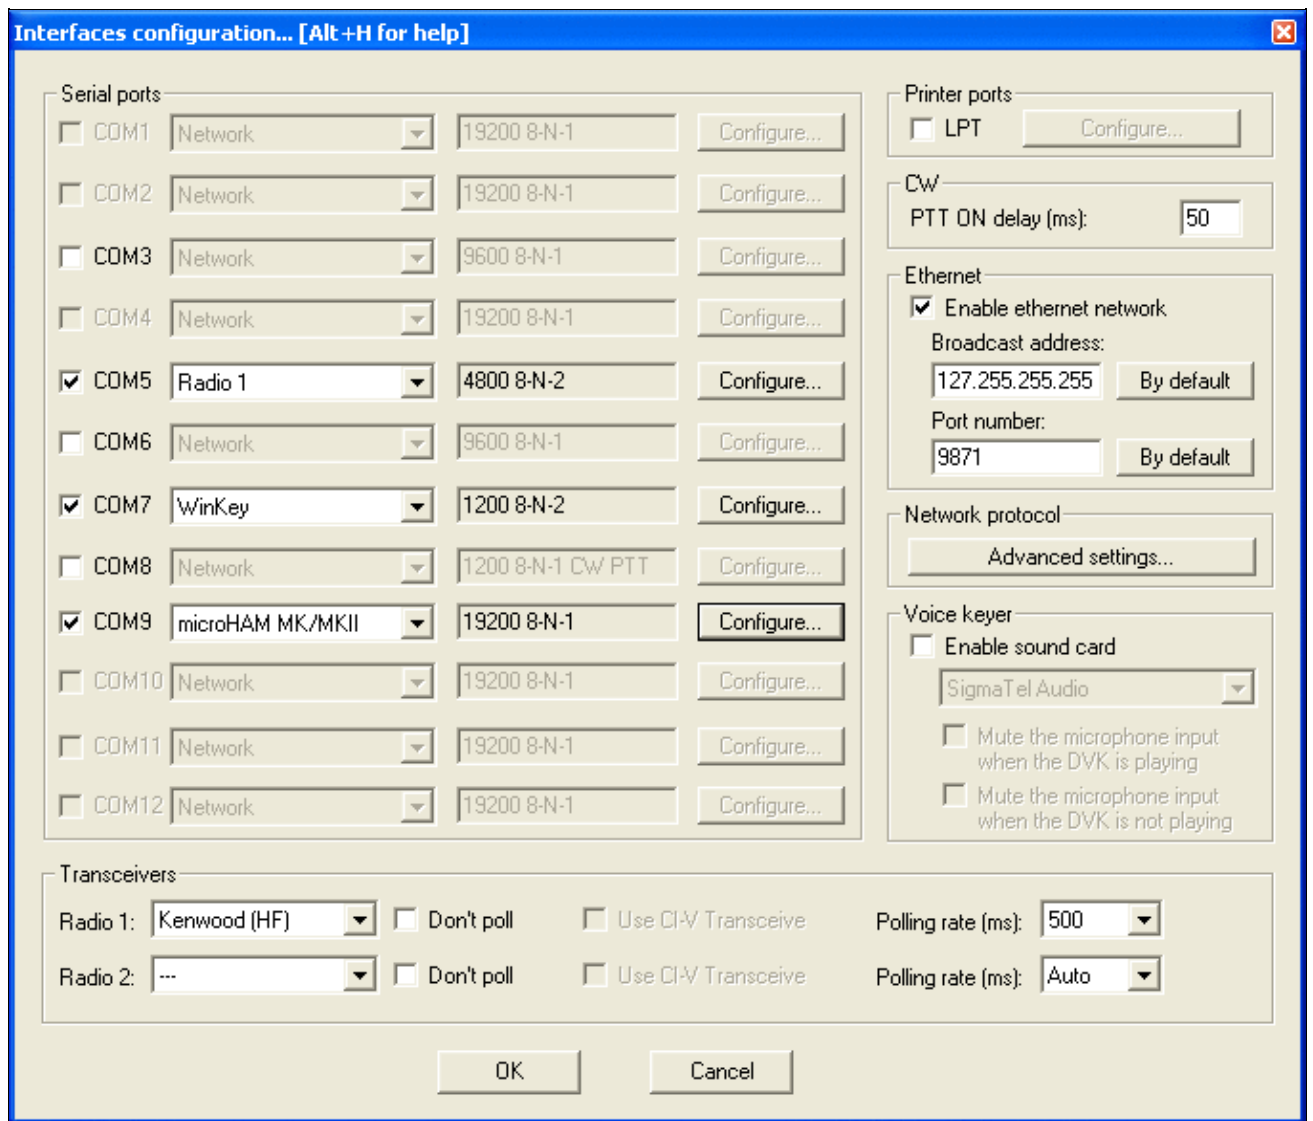 Interfaces configuration... [Alt+H for help]
Serial ports
COM1 Network 19200 8-N-1 Configure...
COM2 Network 19200 8-N-1 Configure...
COM3 Network 9600 8-N-1 Configure...
COM4 Network 19200 8-N-1 Configure...
COM5 Radio 1 4800 8-N-2 Configure...
COM6 Network 9600 8-N-1 Configure...
COM7 WinKey 1200 8-N-2 Configure...
COM8 Network 1200 8-N-1 CW PTT Configure...
COM9 microHAM MK/MKII 19200 8-N-1 Configure...
COM10 Network 19200 8-N-1 Configure...
COM11 Network 19200 8-N-1 Configure...
COM12 Network 19200 8-N-1 Configure...
Printer ports
LPT Configure...
CW
PTT ON delay (ms): 50
Ethernet
Enable ethernet network
Broadcast address:
127.255.255.255 By default
Port number:
9871 By default
Network protocol
Advanced settings...
Voice keyer
Enable sound card
SigmaTel Audio
Mute the microphone input
when the DVK is playing
Mute the microphone input
when the DVK is not playing
Transceivers
Radio 1: Kenwood (HF) Don't poll Use CI-V Transceive Polling rate (ms): 500
Radio 2: --- Don't poll Use CI-V Transceive Polling rate (ms): Auto
OK Cancel